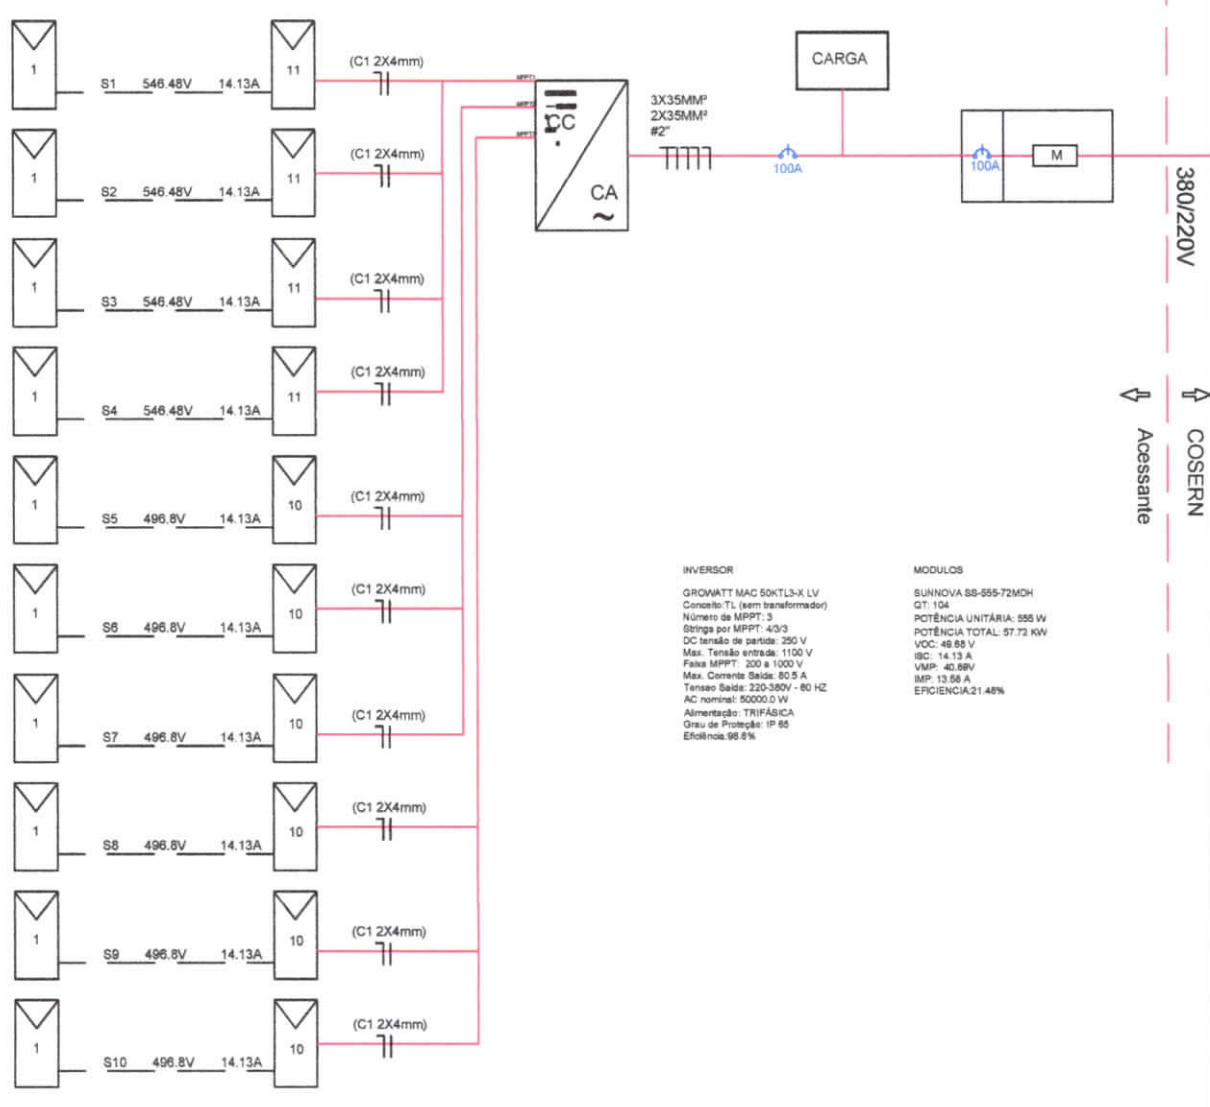 1
S1 546.48V 14.13A
11
(C1 2X4mm)
1
S2 546.48V 14.13A
11
(C1 2X4mm)
1
S3 546.48V 14.13A
11
(C1 2X4mm)
1
S4 546.48V 14.13A
11
(C1 2X4mm)
1
S5 496.8V 14.13A
10
(C1 2X4mm)
1
S6 496.8V 14.13A
10
(C1 2X4mm)
1
S7 496.8V 14.13A
10
(C1 2X4mm)
1
S8 496.8V 14.13A
10
(C1 2X4mm)
1
S9 496.8V 14.13A
10
(C1 2X4mm)
1
S10 496.8V 14.13A
10
(C1 2X4mm)
MPPT1
CC
CA
3X35MM²
2X35MM²
#2"
100A
CARGA
100A
M
380/220V
Acessante
COSERN
INVERSOR
GROWATT MAC 50KTL3-X LV
Conceito:TL (sem transformador)
Número de MPPT: 3
Strings por MPPT: 4/3/3
DC tensão de partida: 250 V
Max. Tensão entrada: 1100 V
Faixa MPPT: 200 a 1000 V
Max. Corrente Saída: 80.5 A
Tensao Saída: 220-380V - 60 HZ
AC nominal: 50000.0 W
Alimentação: TRIFÁSICA
Grau de Proteção: IP 65
Eficiência:98.8%
MODULOS
SUNNOVA SS-555-72MDH
QT: 104
POTÊNCIA UNITÁRIA: 555 W
POTÊNCIA TOTAL: 57.72 KW
VOC: 49.68 V
ISC: 14.13 A
VMP: 40.89V
IMP: 13.58 A
EFICIENCIA:21.48%